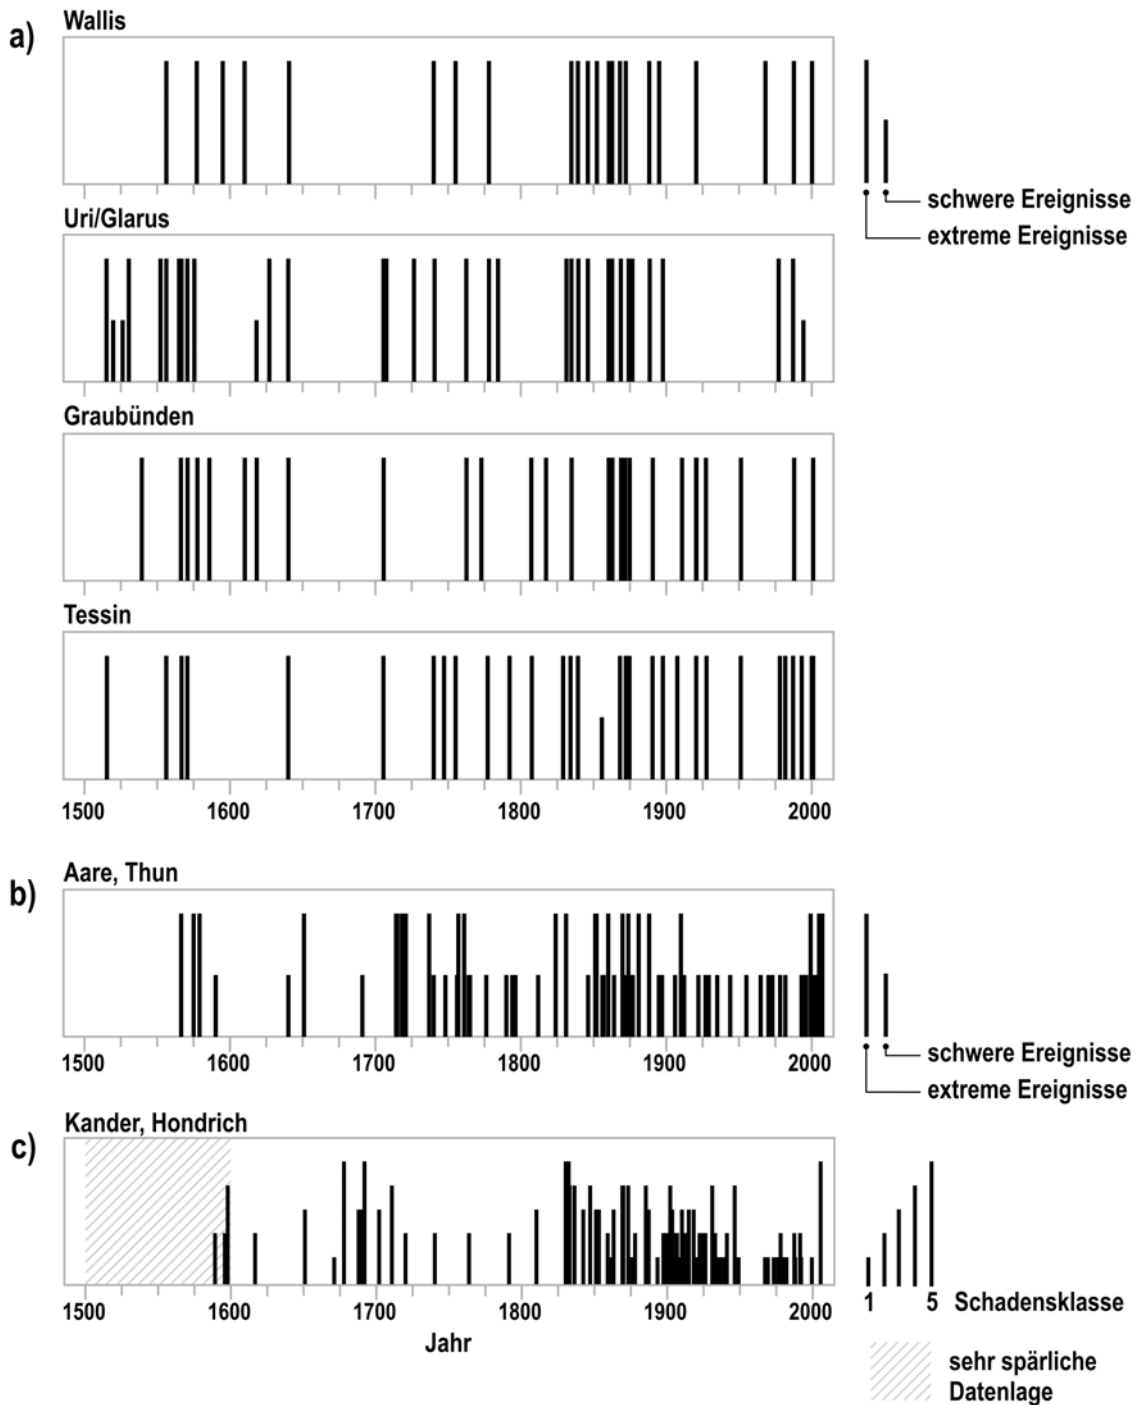 a)
Wallis
schwere Ereignisse
extreme Ereignisse
Uri/Glarus
Graubünden
Tessin
1500 1600 1700 1800 1900 2000
b)
Aare, Thun
1500 1600 1700 1800 1900 2000
schwere Ereignisse
extreme Ereignisse
c)
Kander, Hondrich
1500 1600 1700 1800 1900 2000
Jahr
1 5 Schadensklasse
sehr spärliche
Datenlage